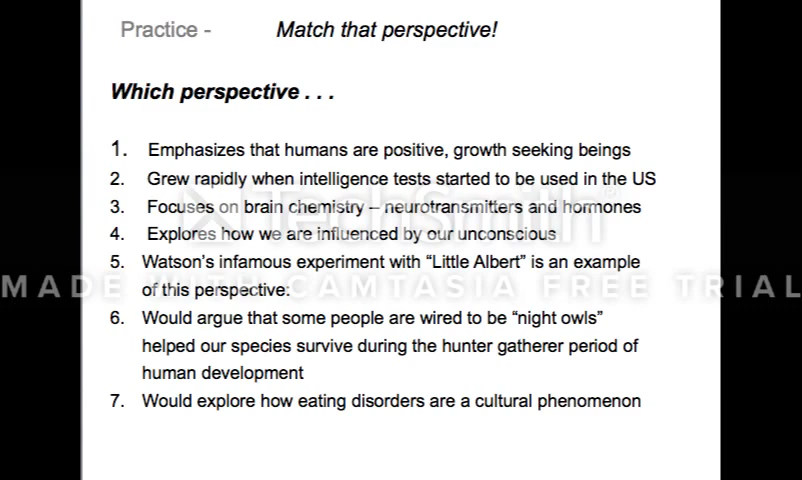 Practice - Match that perspective!
Which perspective . . .
1. Emphasizes that humans are positive, growth seeking beings
2. Grew rapidly when intelligence tests started to be used in the US
3. Focuses on brain chemistry – neurotransmitters and hormones
4. Explores how we are influenced by our unconscious
5. Watson's infamous experiment with "Little Albert" is an example
of this perspective:
6. Would argue that some people are wired to be "night owls"
helped our species survive during the hunter gatherer period of
human development
7. Would explore how eating disorders are a cultural phenomenon
TechSmith®
MADE WITH CAMTASIA FREE TRIAL